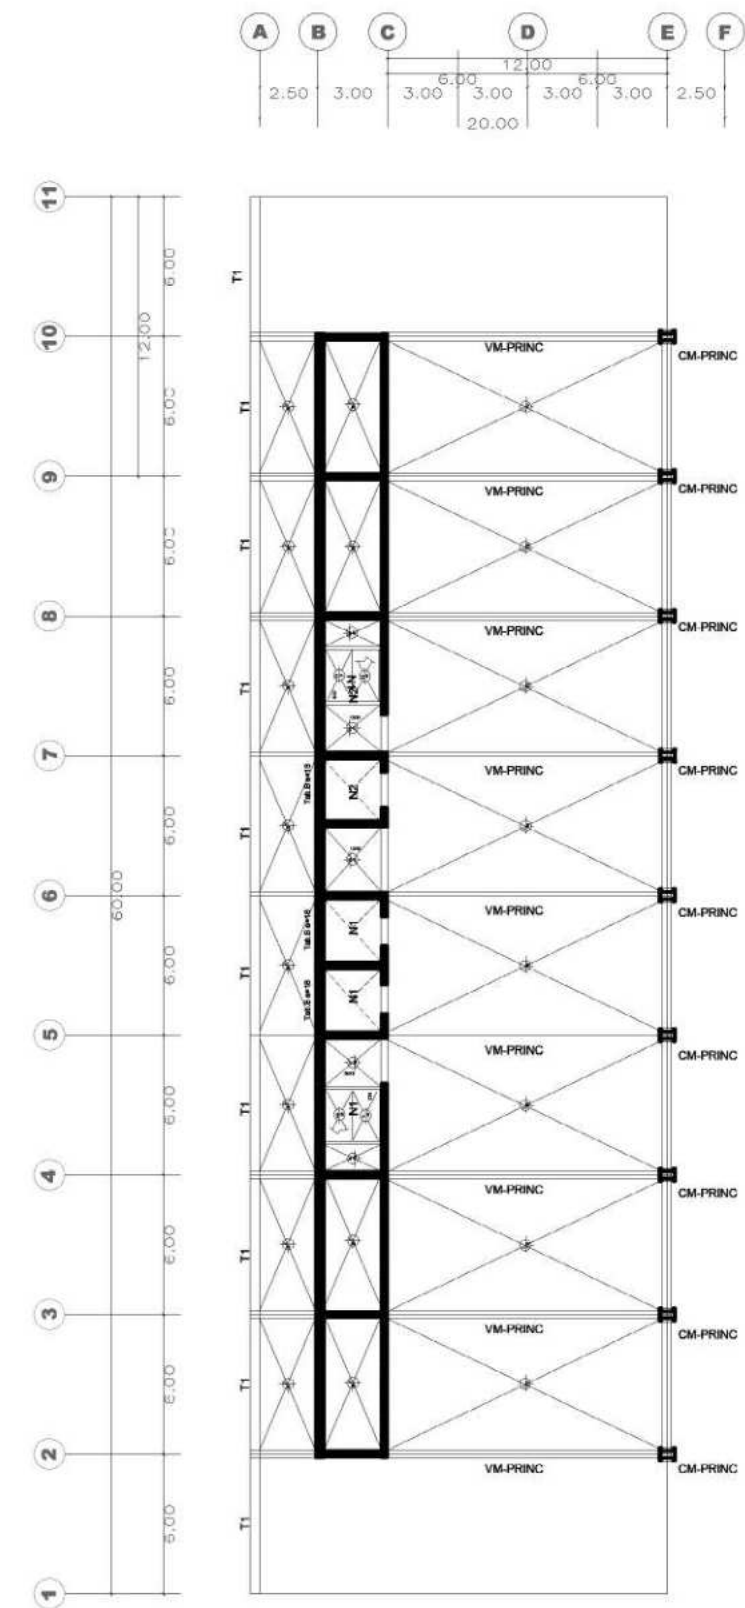 A B C D E F
12.00
6.00 6.00
2.50 3.00 3.00 3.00 3.00 3.00 2.50
20.00
11
6.00
T1
10
12.00
VM-PRINC
CM-PRINC
6.00
T1
9
VM-PRINC
CM-PRINC
6.00
T1
8
VM-PRINC
CM-PRINC
6.00
T1
N2
7
VM-PRINC
CM-PRINC
N2
6.00
T1
60.00
6
VM-PRINC
CM-PRINC
N1
6.00
T1
N1
5
VM-PRINC
CM-PRINC
6.00
T1
N1
4
VM-PRINC
CM-PRINC
6.00
T1
3
VM-PRINC
CM-PRINC
6.00
T1
2
VM-PRINC
CM-PRINC
6.00
T1
1